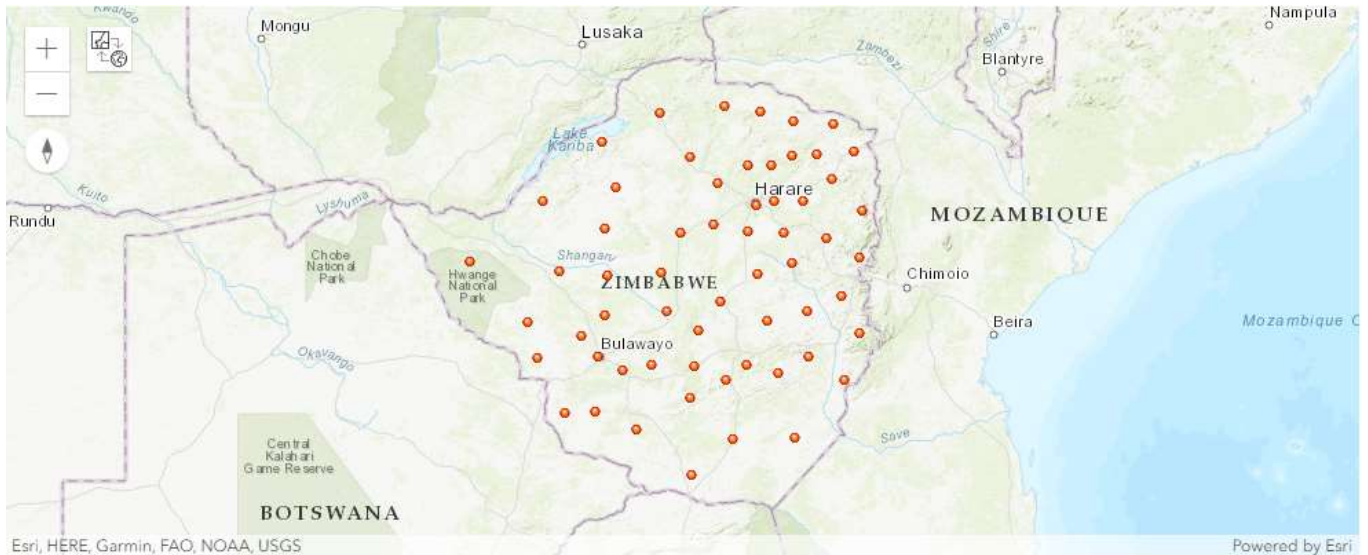 Nampula
Mongu
Kwando
Lusaka
Shire
Zambezi
Blantyre
Lake
Kariba
Kuito
Lyshuma
Rundu
Harare
MOZAMBIQUE
Chobe
National
Park
Shangani
Hwange
National
Park
ZIMBABWE
Chimoio
Beira
Mozambique C
Bulawayo
Okavango
Save
Central
Kalahari
Game Reserve
BOTSWANA
Esri, HERE, Garmin, FAO, NOAA, USGS
Powered by Esri